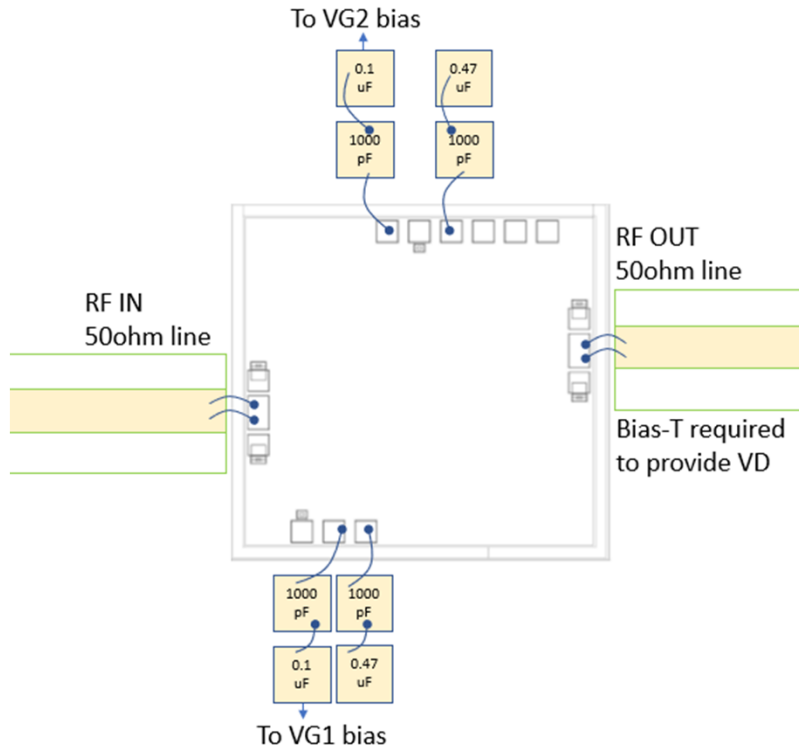 To VG2 bias
0.1
uF
0.47
uF
1000
pF
1000
pF
RF OUT
50ohm line
RF IN
50ohm line
Bias-T required
to provide VD
1000
pF
1000
pF
0.1
uF
0.47
uF
To VG1 bias